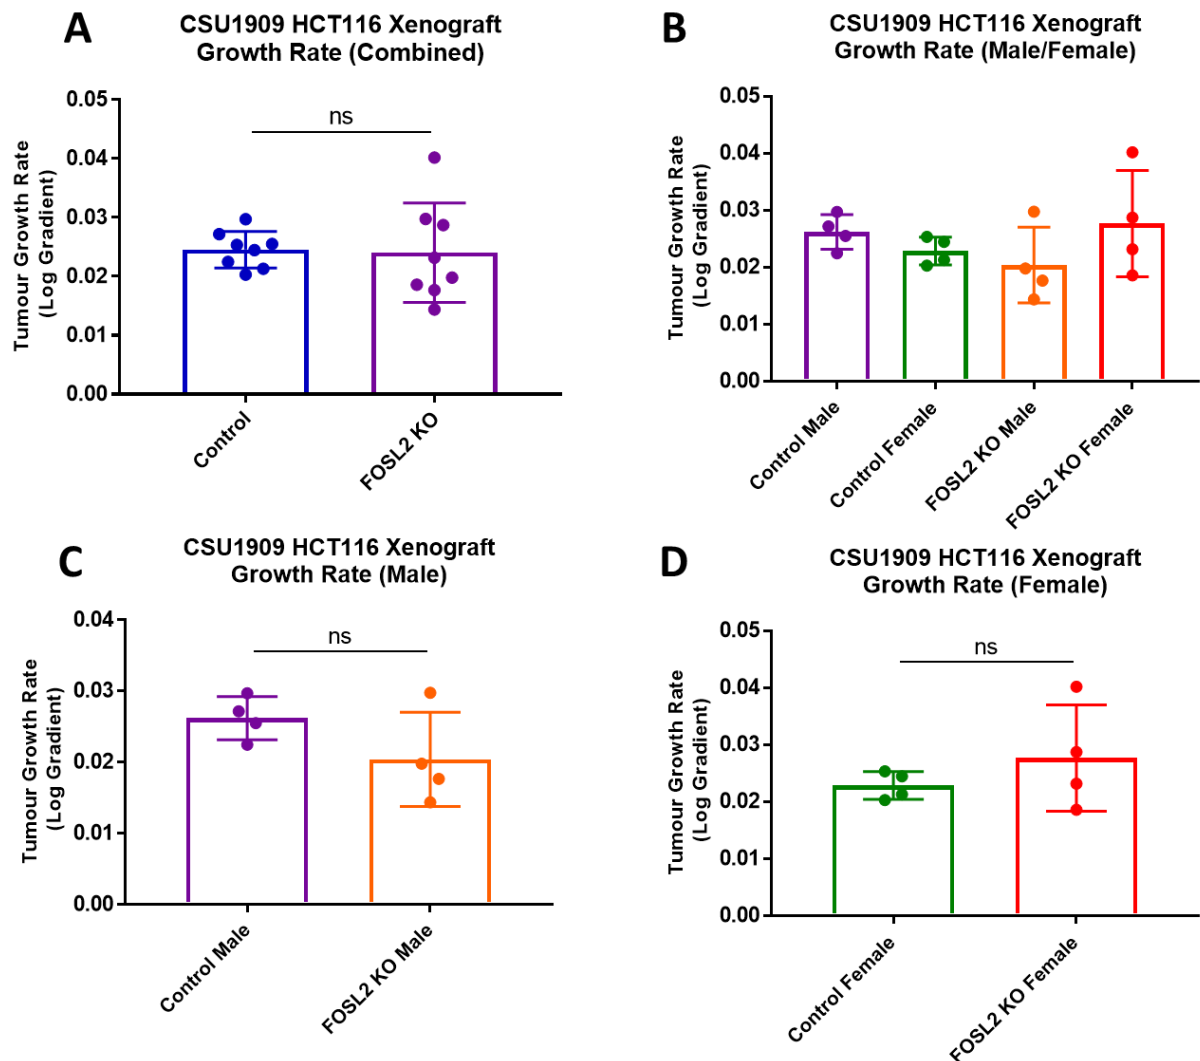 A
CSU1909 HCT116 Xenograft
Growth Rate (Combined)
Tumour Growth Rate
(Log Gradient)
0.05
0.04
0.03
0.02
0.01
0.00
ns
Control
FOSL2 KO
B
CSU1909 HCT116 Xenograft
Growth Rate (Male/Female)
Tumour Growth Rate
(Log Gradient)
0.05
0.04
0.03
0.02
0.01
0.00
Control Male
Control Female
FOSL2 KO Male
FOSL2 KO Female
C
CSU1909 HCT116 Xenograft
Growth Rate (Male)
Tumour Growth Rate
(Log Gradient)
0.04
0.03
0.02
0.01
0.00
ns
Control Male
FOSL2 KO Male
D
CSU1909 HCT116 Xenograft
Growth Rate (Female)
Tumour Growth Rate
(Log Gradient)
0.05
0.04
0.03
0.02
0.01
0.00
ns
Control Female
FOSL2 KO Female